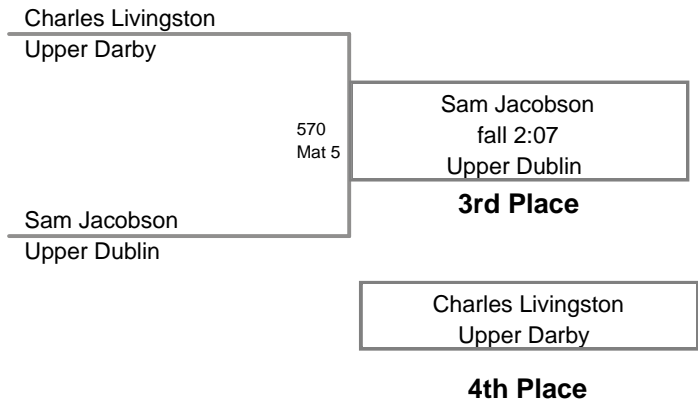 Charles Livingston
Upper Darby
570
Mat 5
Sam Jacobson
fall 2:07
Upper Dublin
3rd Place
Sam Jacobson
Upper Dublin
Charles Livingston
Upper Darby
4th Place